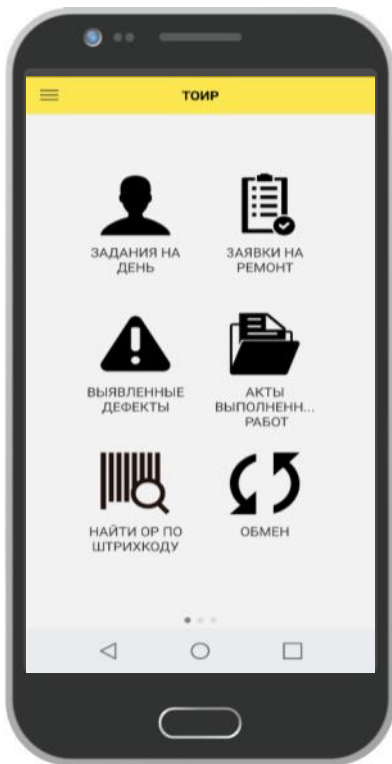 ТОИР
ЗАДАНИЯ НА
ДЕНЬ
ЗАЯВКИ НА
РЕМОНТ
ВЫЯВЛЕННЫЕ
ДЕФЕКТЫ
АКТЫ
ВЫПОЛНЕНН...
РАБОТ
НАЙТИ ОР ПО
ШТРИХКОДУ
ОБМЕН